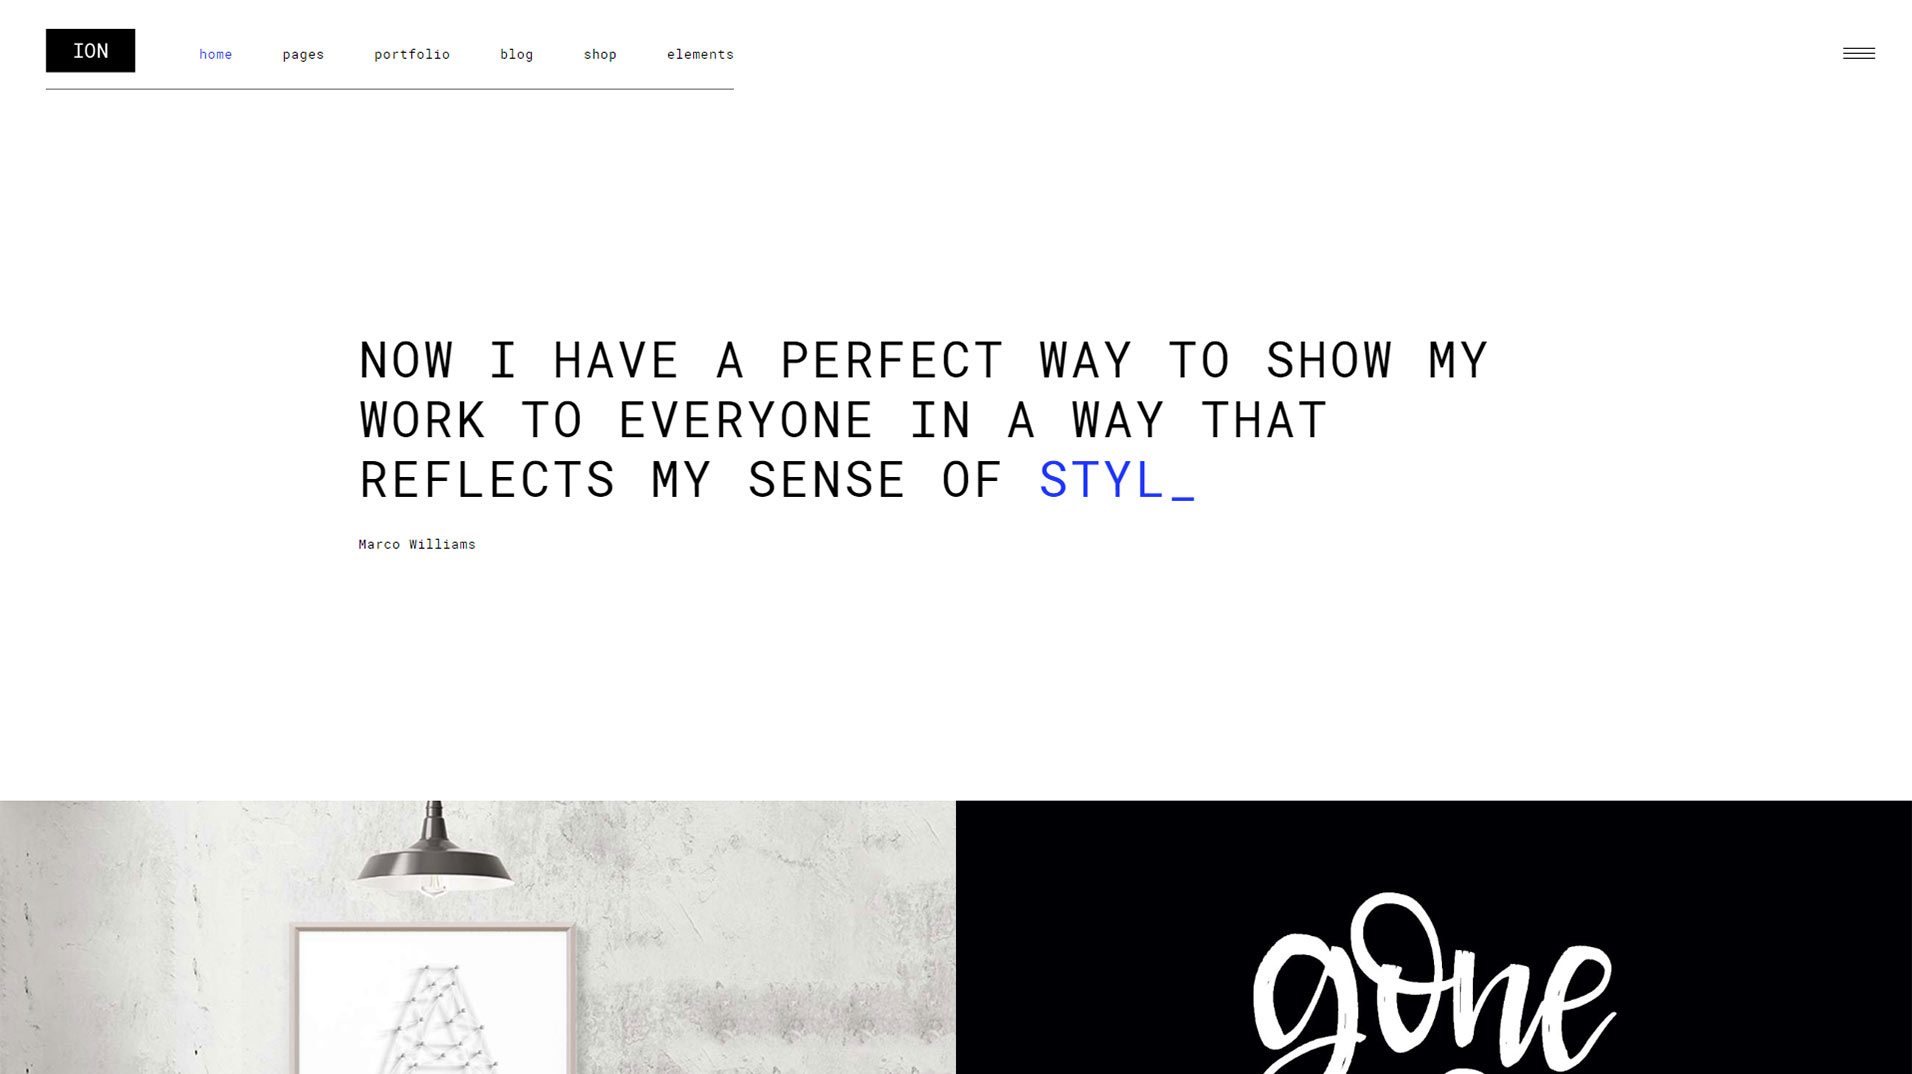 ION
home pages portfolio blog shop elements
NOW I HAVE A PERFECT WAY TO SHOW MY
WORK TO EVERYONE IN A WAY THAT
REFLECTS MY SENSE OF STYL_
Marco Williams
A
gone